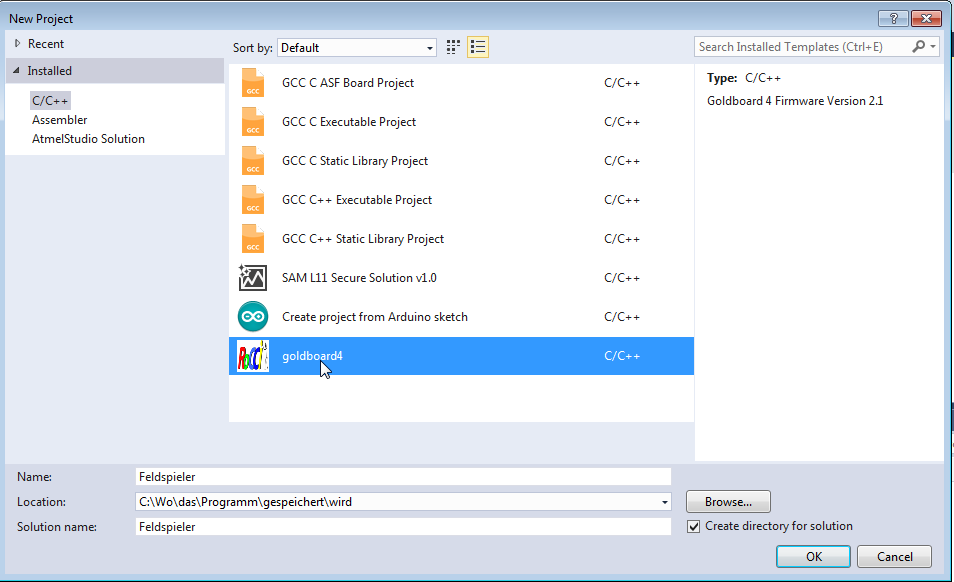 New Project
?
Recent
Installed
C/C++
Assembler
AtmelStudio Solution
Sort by: Default
Search Installed Templates (Ctrl+E)
GCC C ASF Board Project C/C++
GCC C Executable Project C/C++
GCC C Static Library Project C/C++
GCC C++ Executable Project C/C++
GCC C++ Static Library Project C/C++
SAM L11 Secure Solution v1.0 C/C++
Create project from Arduino sketch C/C++
goldboard4 C/C++
GCC
GCC
GCC
GCC
GCC
Type: C/C++
Goldboard 4 Firmware Version 2.1
Name: Feldspieler
Location: C:\Wo\das\Programm\gespeichert\wird
Browse...
Solution name: Feldspieler
Create directory for solution
OK Cancel